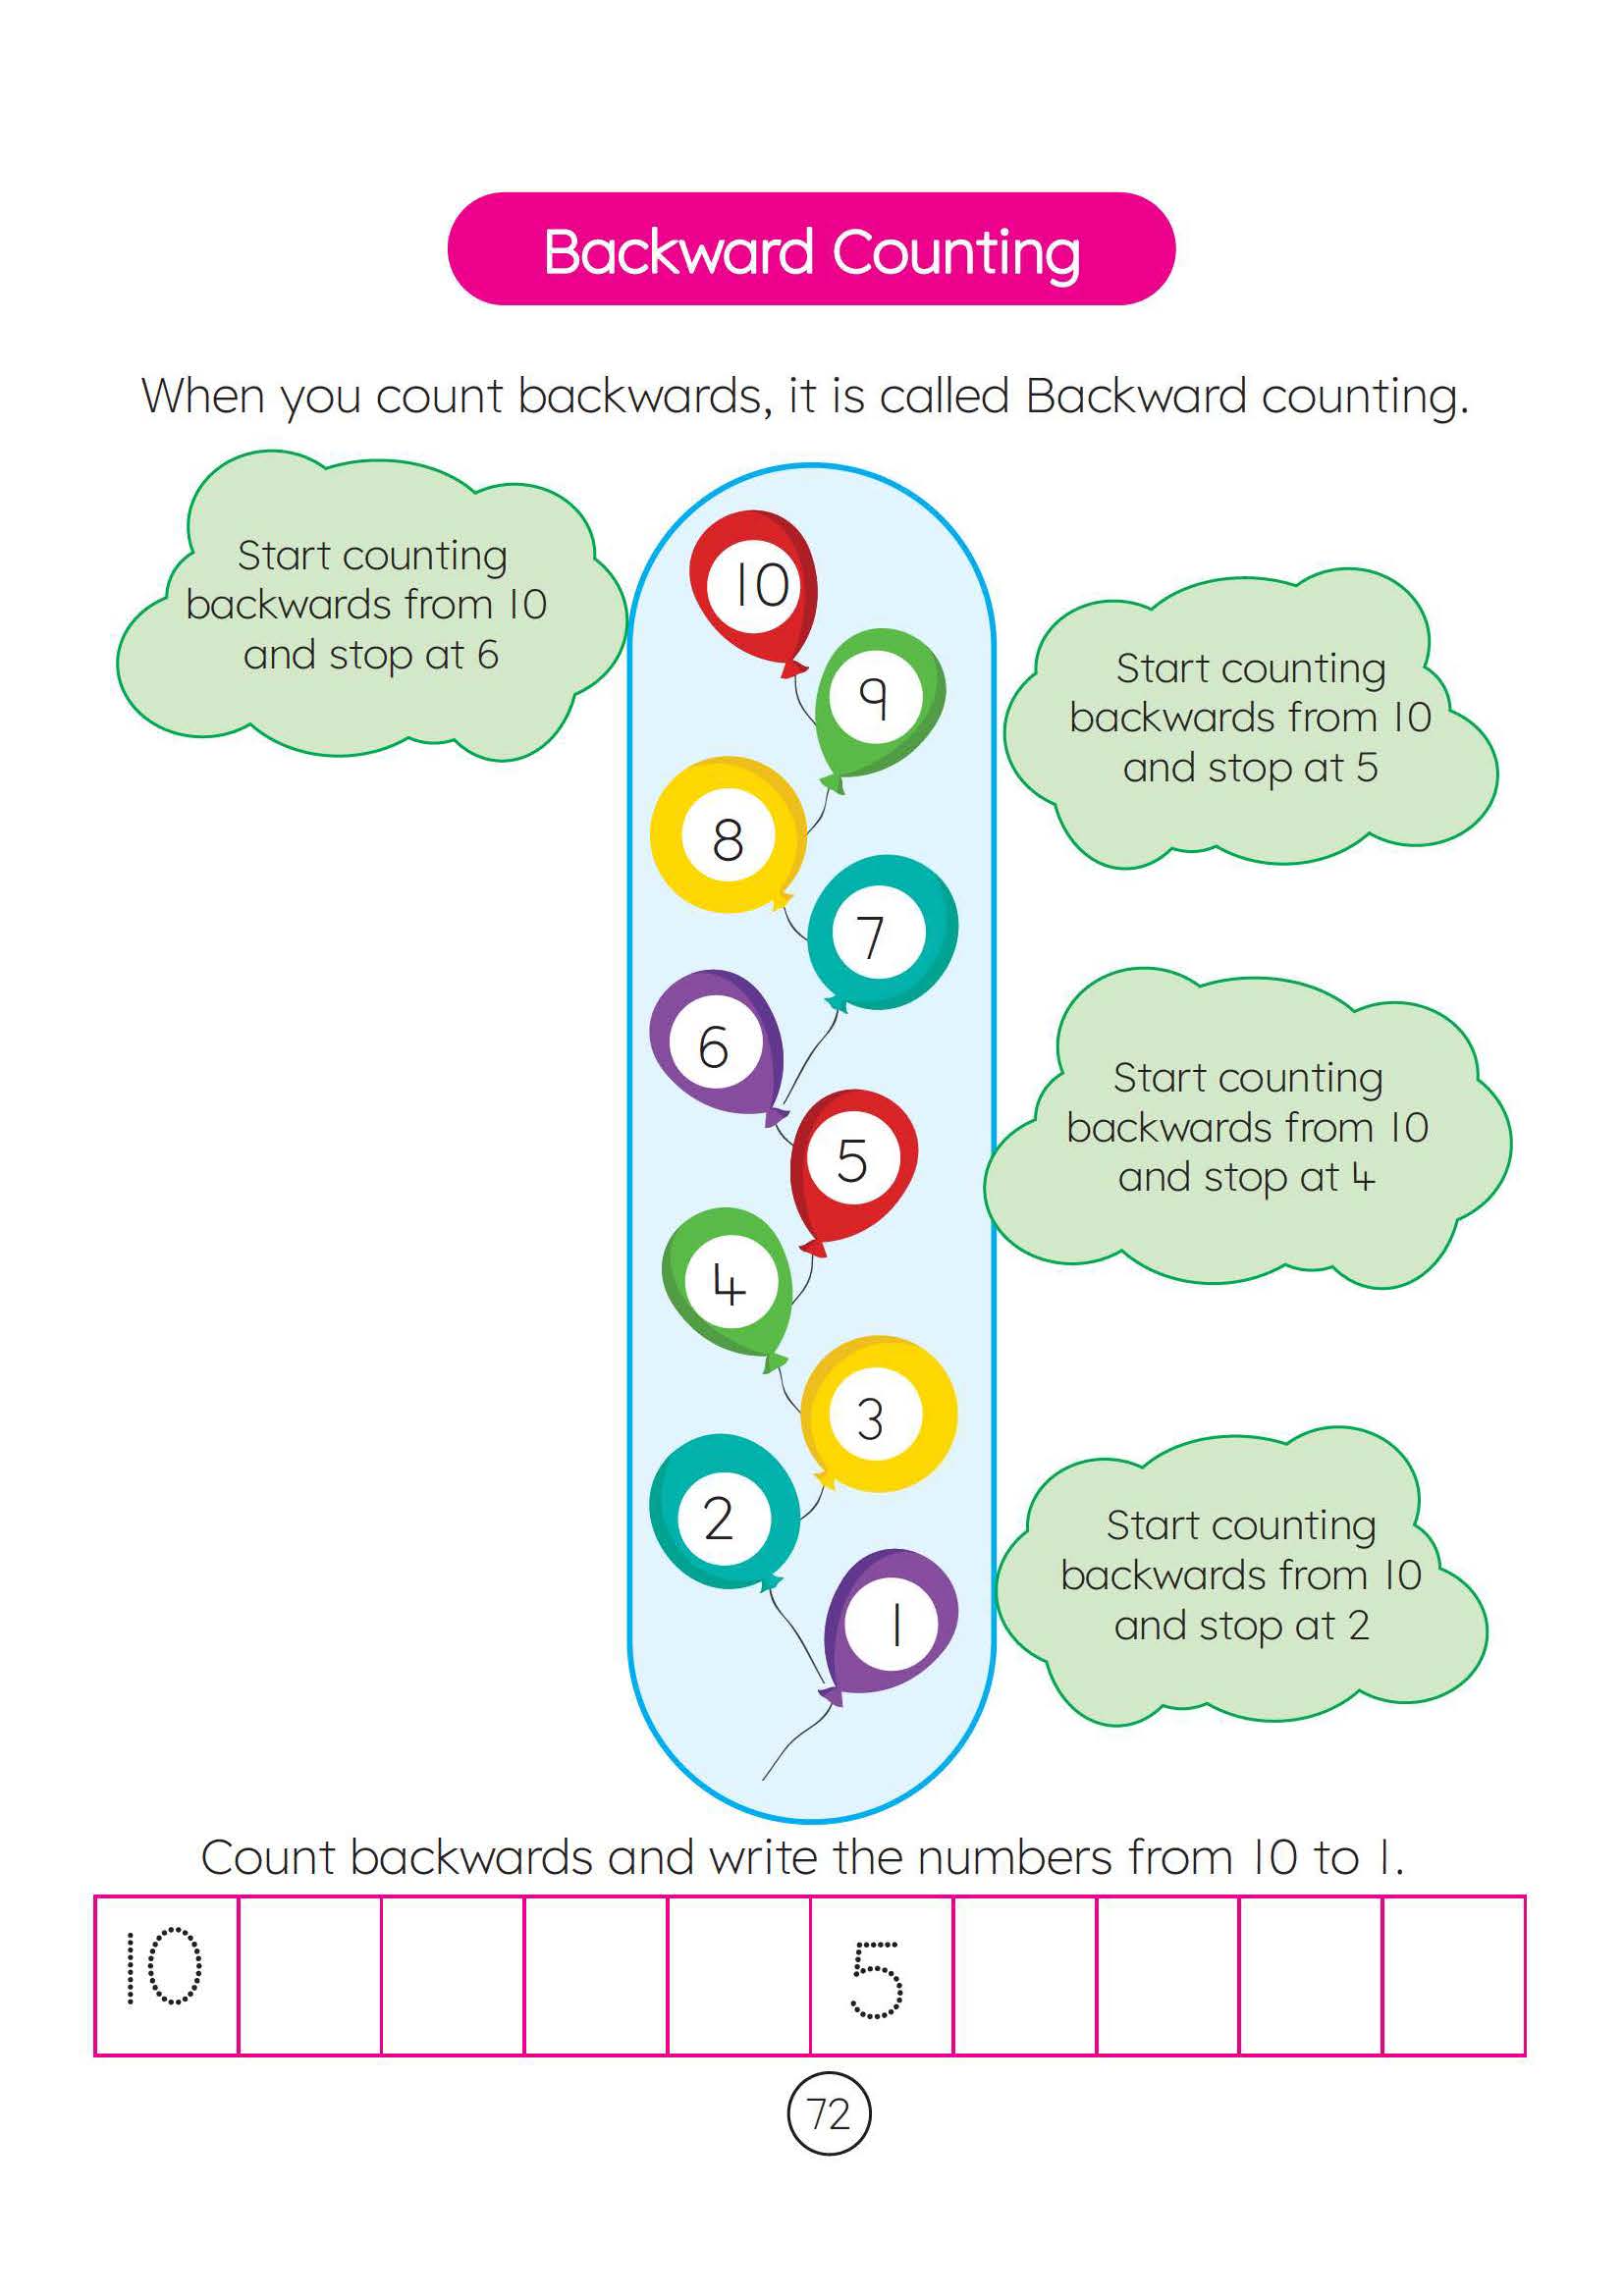 Backward Counting
When you count backwards, it is called Backward counting.
Start counting
backwards from 10
and stop at 6
10
9
Start counting
backwards from 10
and stop at 5
8
7
6
Start counting
backwards from 10
and stop at 4
5
4
3
2
Start counting
backwards from 10
and stop at 2
1
Count backwards and write the numbers from 10 to 1.
10 5
72